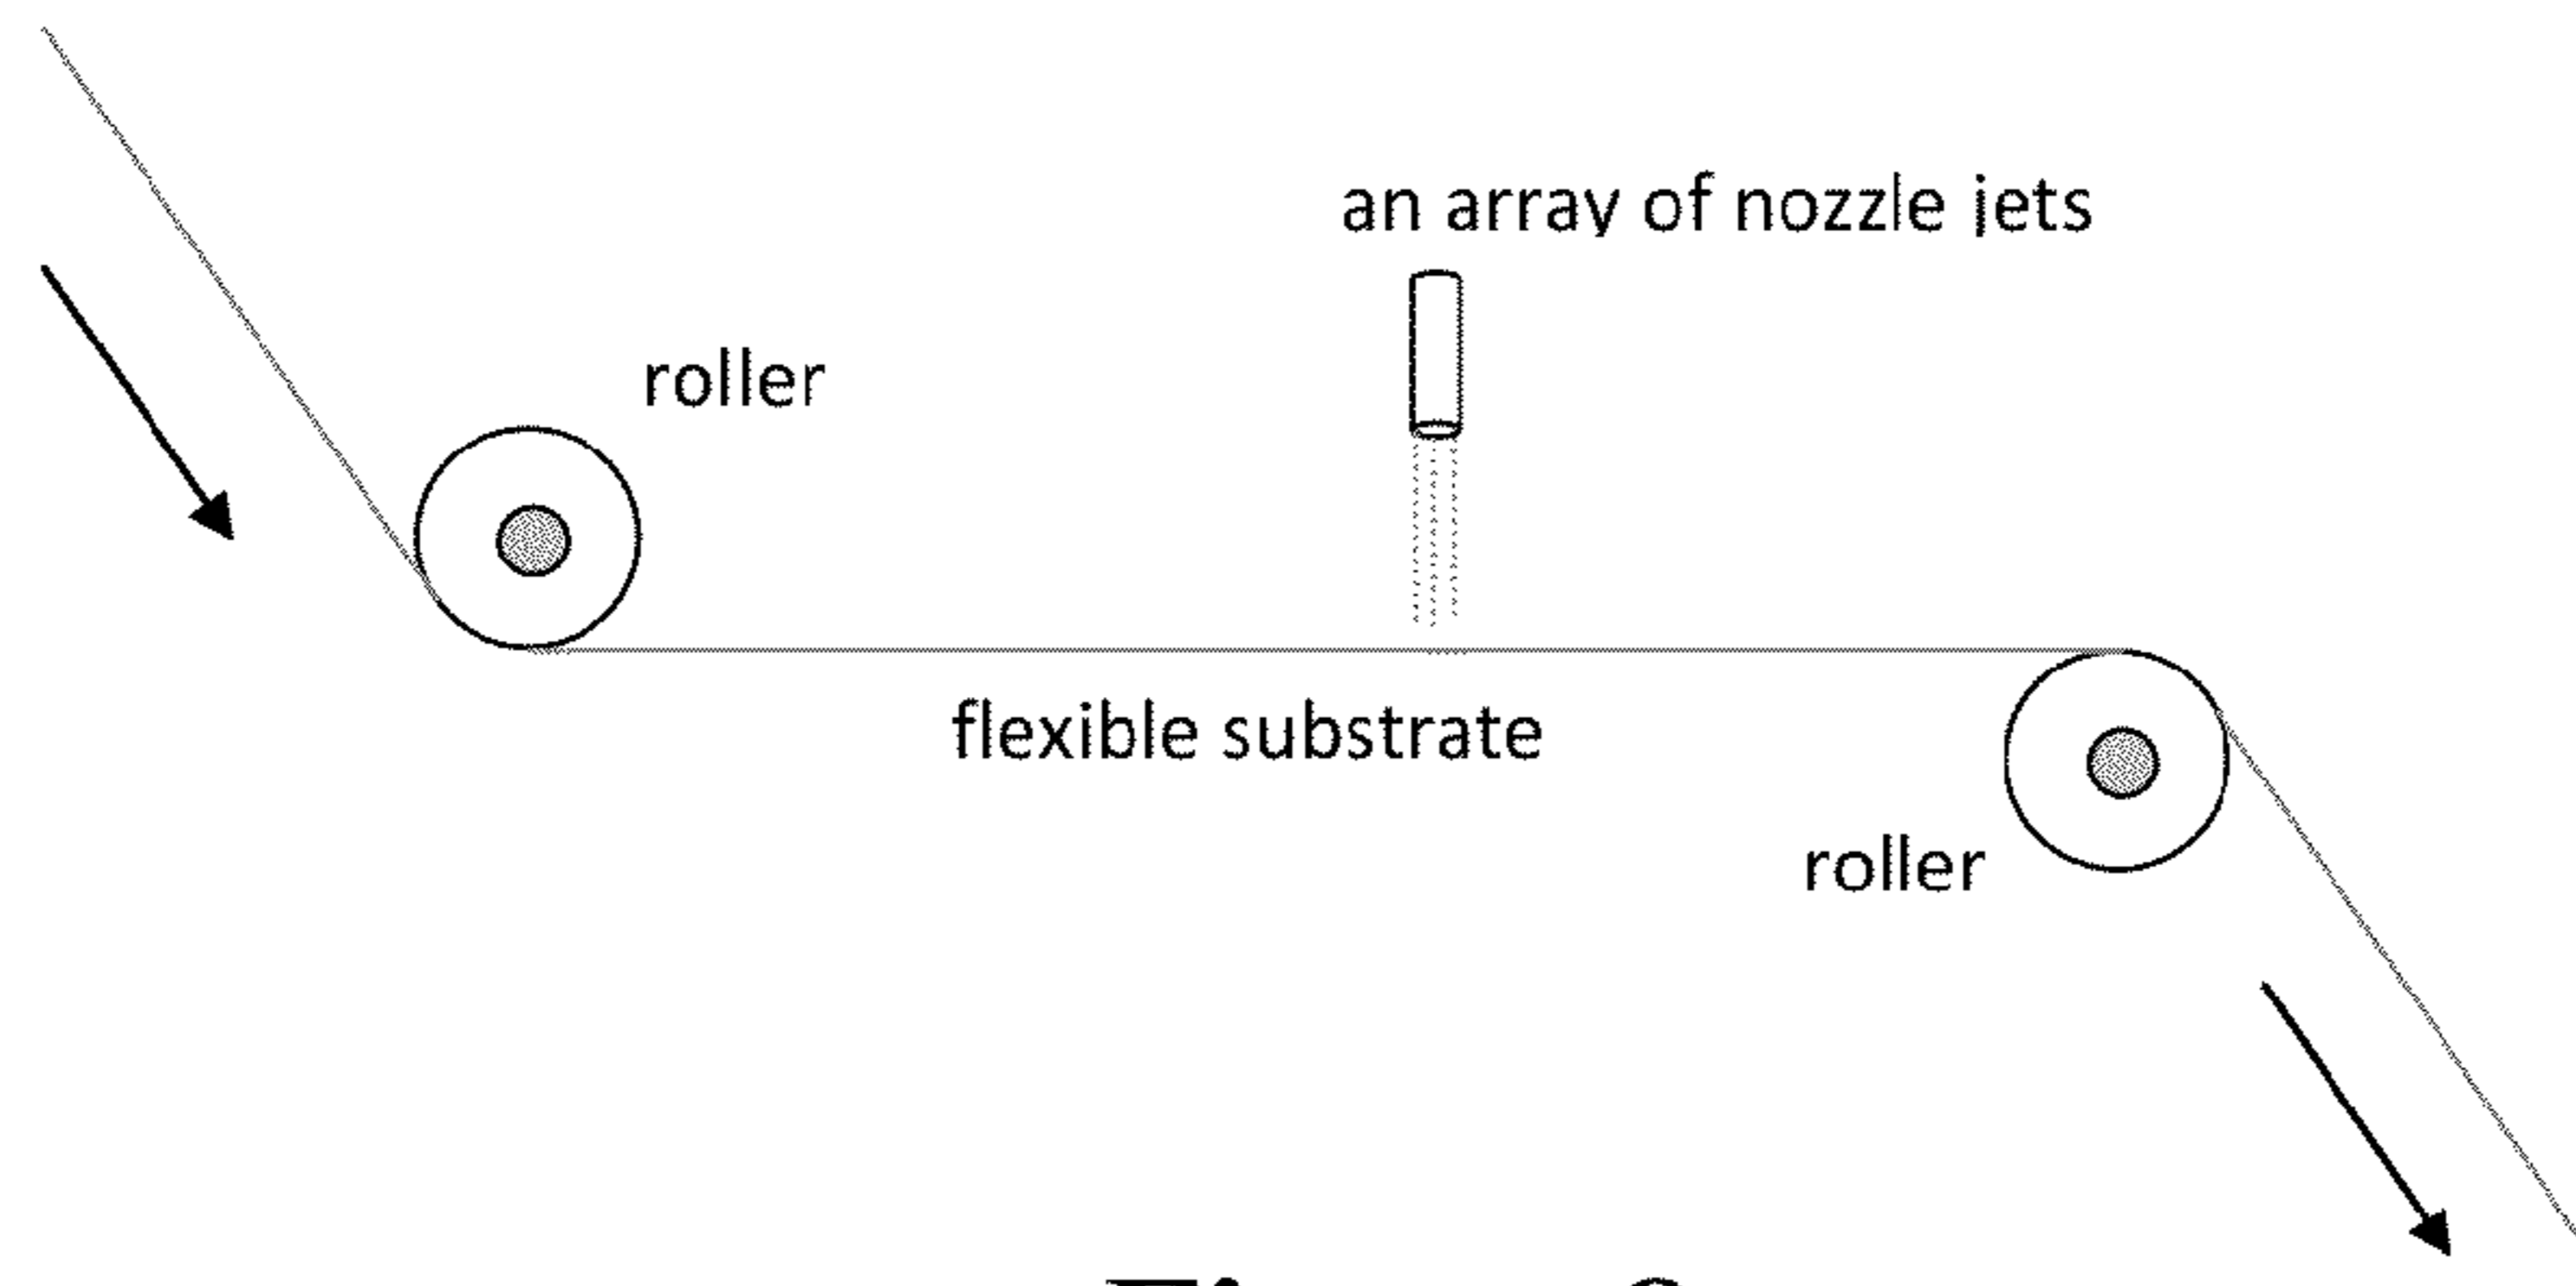 an array of nozzle jets
roller
flexible substrate
roller